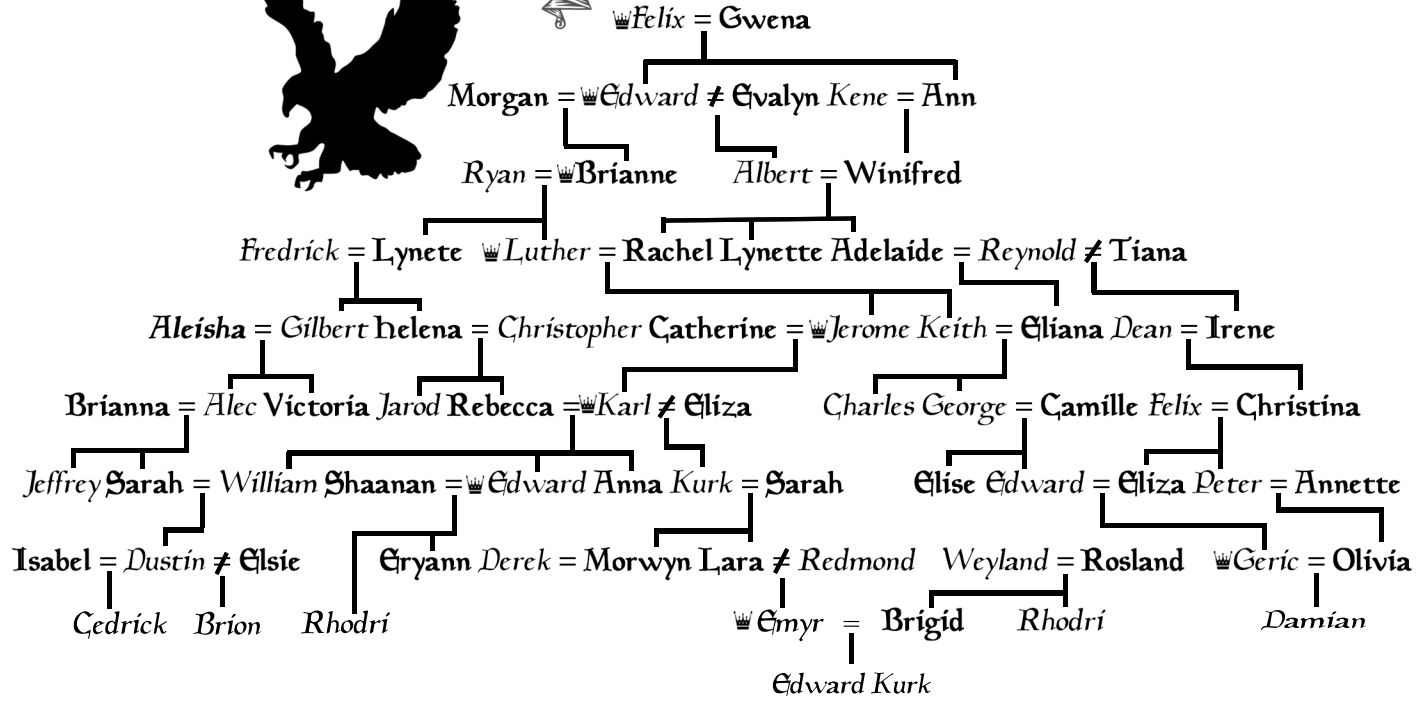 ♛Felix = Gwena
Morgan = ♛Edward ≠ Evalyn Kene = Ann
Ryan = ♛Brianne Albert = Winifred
Fredrick = Lynete ♛Luther = Rachel Lynette Adelaide = Reynold ≠ Tiana
Aleisha = Gilbert helena = Christopher Catherine = ♛Jerome Keith = Eliana Dean = Irene
Brianna = Alec Victoria Jarod Rebecca =♛Karl ≠ Eliza Charles George = Camille Felix = Christina
Jeffrey Sarah = William Shaanan =♛Edward Anna Kurk = Sarah Elise Edward = Eliza Peter = Annette
Isabel = Dustin ≠ Elsie Eryann Derek = Morwyn Lara ≠ Redmond Weyland = Rosland ♛Geric = Olivia
Cedrick Brion Rhodri ♛Emyr = Brigid Rhodri Damian
Edward Kurk